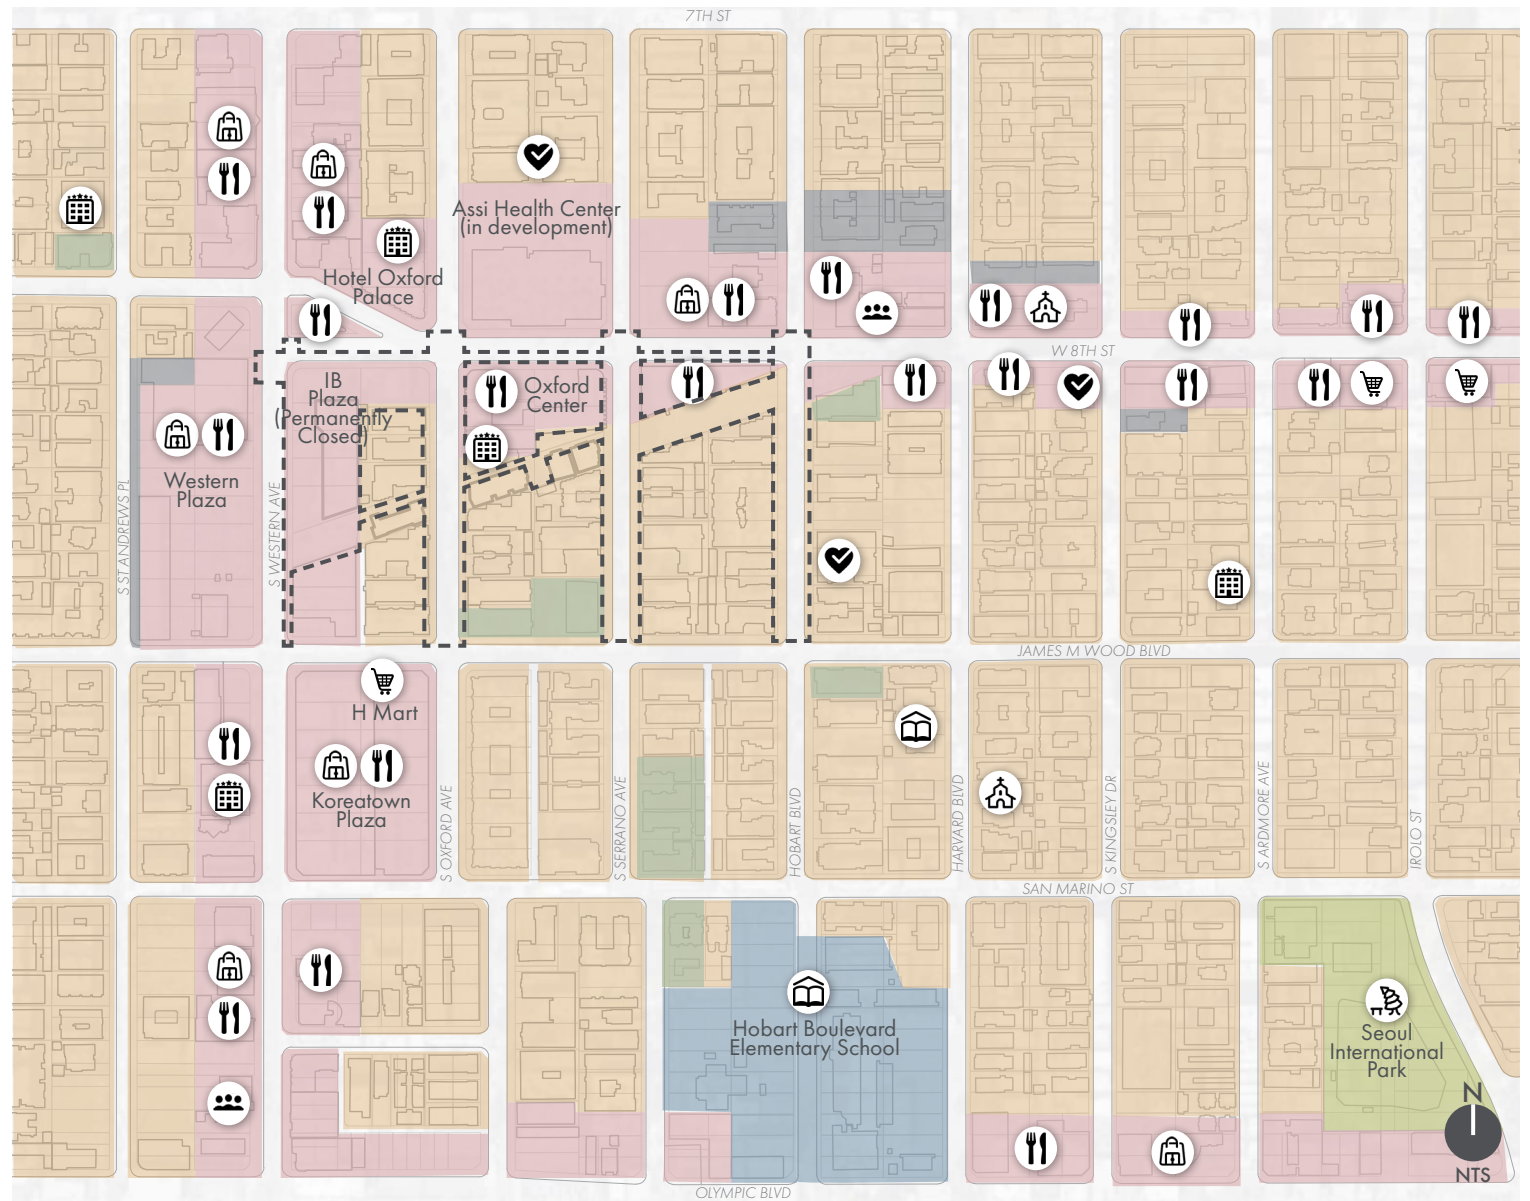 7TH ST
Assi Health Center
(in development)
Hotel Oxford
Palace
W 8TH ST
IB
Plaza
(Permanently
Closed)
Oxford
Center
Western
Plaza
S ST ANDREWS PL
S WESTERN AVE
JAMES M WOOD BLVD
H Mart
Koreatown
Plaza
S OXFORD AVE
S SERRANO AVE
HOBART BLVD
HARVARD BLVD
S KINGSLEY DR
S ARDMORE AVE
IROLO ST
SAN MARINO ST
Hobart Boulevard
Elementary School
Seoul
International
Park
N
NTS
OLYMPIC BLVD